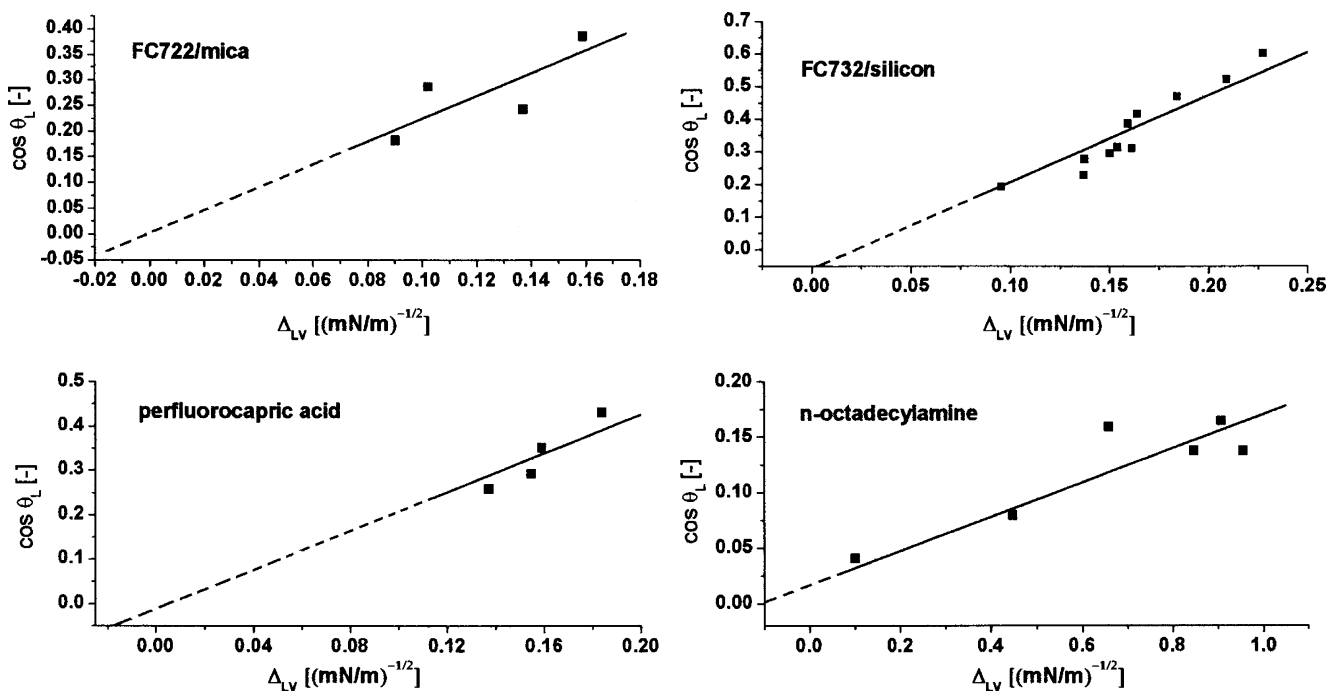 FC722/mica
cos θL [-]
0.40
0.35
0.30
0.25
0.20
0.15
0.10
0.05
0.00
-0.05
-0.02 0.00 0.02 0.04 0.06 0.08 0.10 0.12 0.14 0.16 0.18
ΔLV [(mN/m)−1/2]
FC732/silicon
cos θL [-]
0.7
0.6
0.5
0.4
0.3
0.2
0.1
0.0
0.00 0.05 0.10 0.15 0.20 0.25
ΔLV [(mN/m)−1/2]
perfluorocapric acid
cos θL [-]
0.5
0.4
0.3
0.2
0.1
0.0
0.00 0.04 0.08 0.12 0.16 0.20
ΔLV [(mN/m)−1/2]
n-octadecylamine
cos θL [-]
0.20
0.15
0.10
0.05
0.00
0.0 0.2 0.4 0.6 0.8 1.0
ΔLV [(mN/m)−1/2]